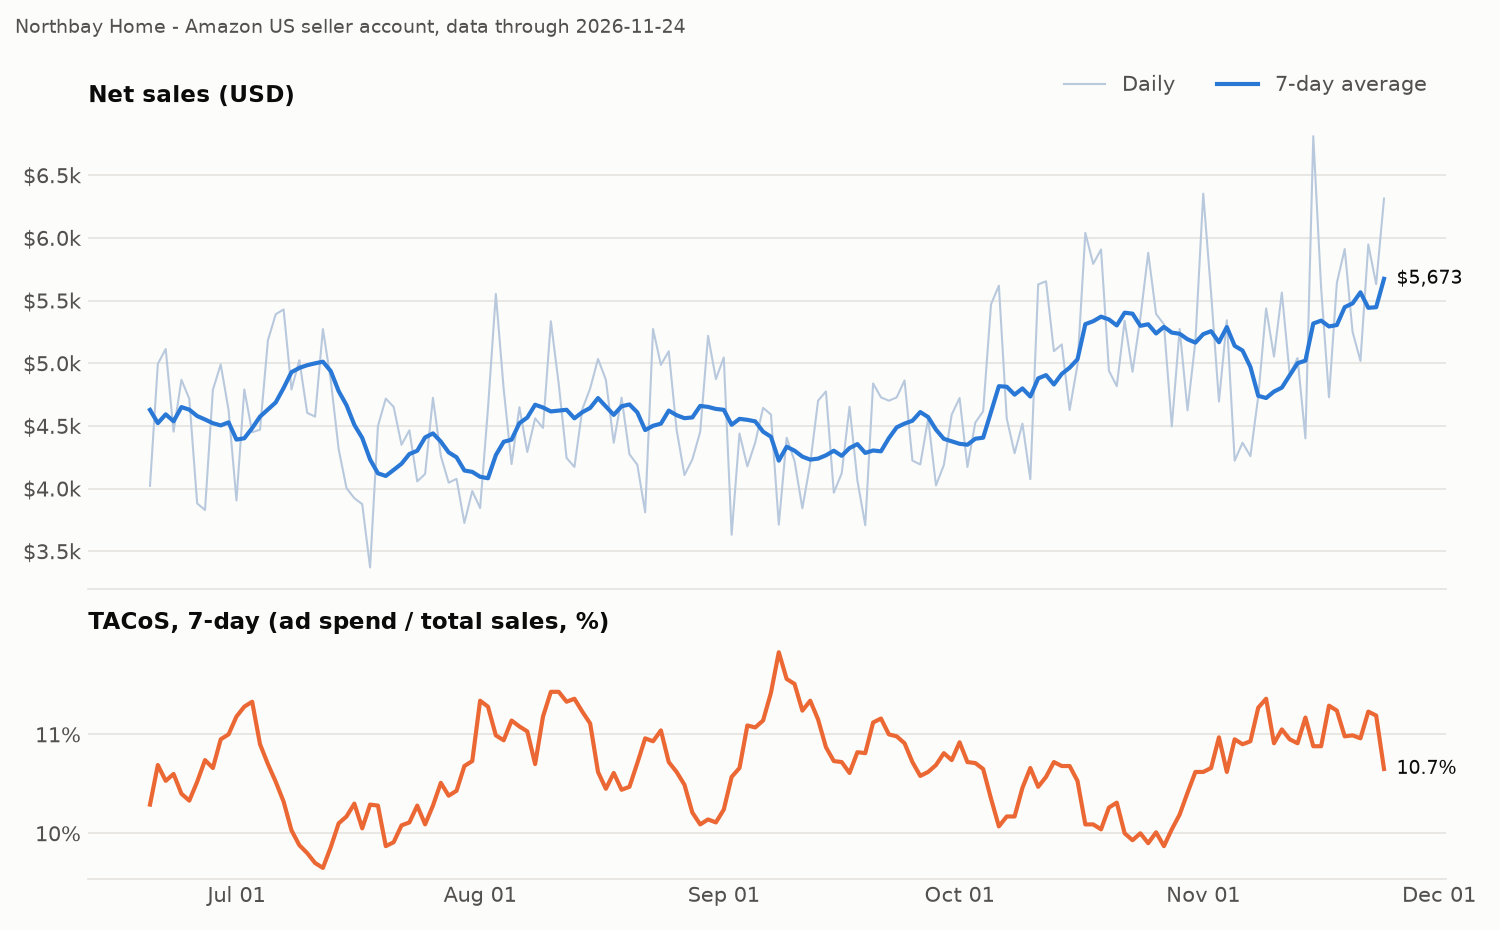 Northbay Home - Amazon US seller account, data through 2026-11-24
Net sales (USD)
Daily
7-day average
$6.5k
$6.0k
$5.5k
$5.0k
$4.5k
$4.0k
$3.5k
$5,673
TACoS, 7-day (ad spend / total sales, %)
11%
10%
10.7%
Jul 01
Aug 01
Sep 01
Oct 01
Nov 01
Dec 01